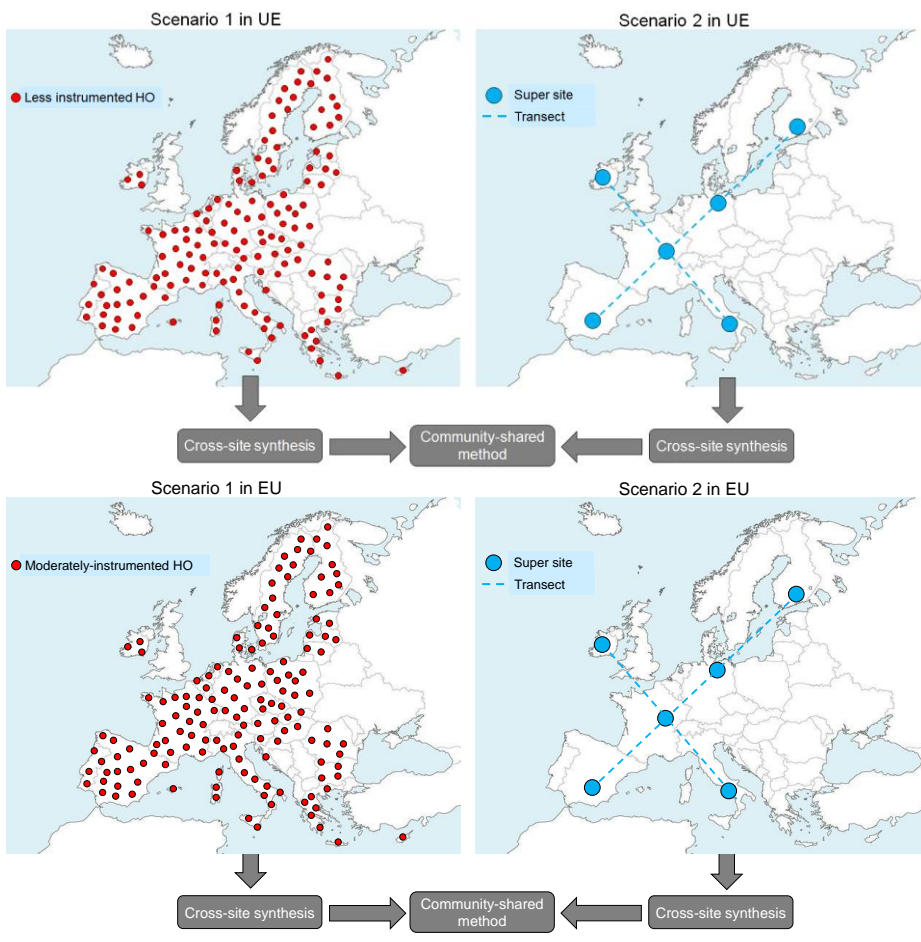 Scenario 1 in UE
Scenario 2 in UE
Less instrumented HO
Super site
Transect
Cross-site synthesis
Community-shared
method
Cross-site synthesis
Scenario 1 in EU
Scenario 2 in EU
Moderately-instrumented HO
Super site
Transect
Cross-site synthesis
Community-shared
method
Cross-site synthesis